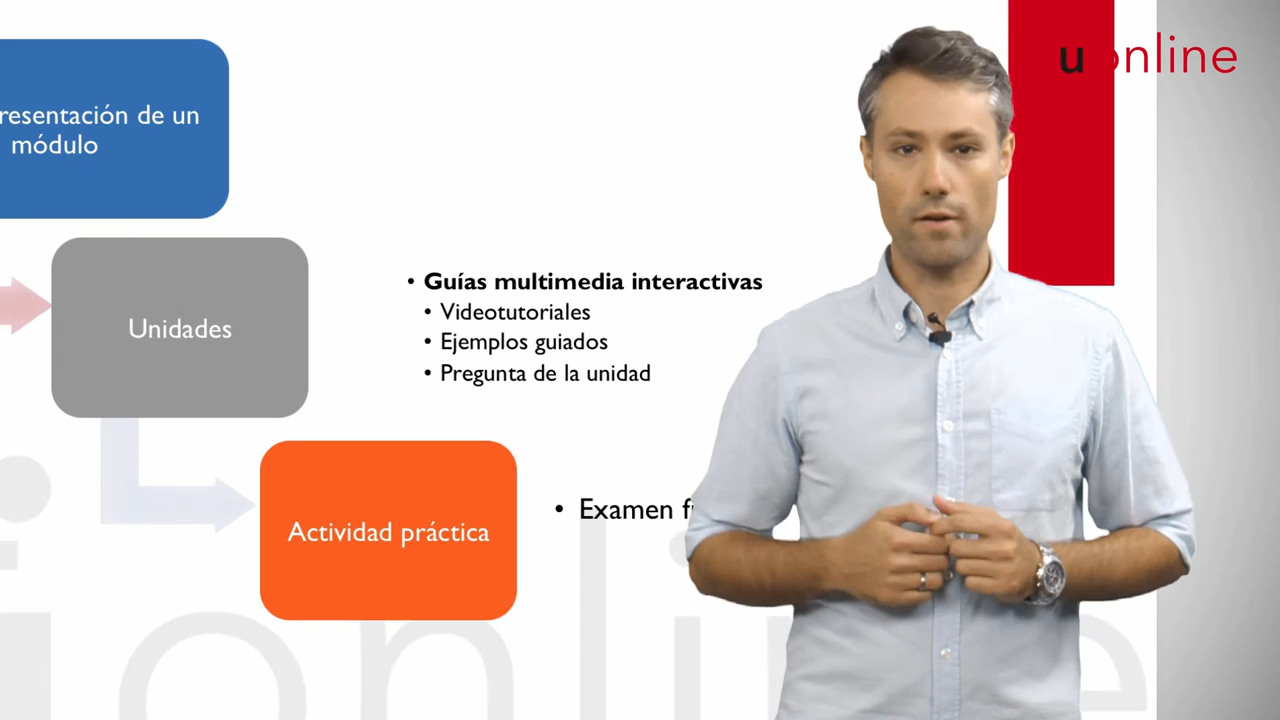 u online
resentación de un
módulo
• Guías multimedia interactivas
• Videotutoriales
Unidades
• Ejemplos guiados
• Pregunta de la unidad
• Examen f
Actividad práctica
online